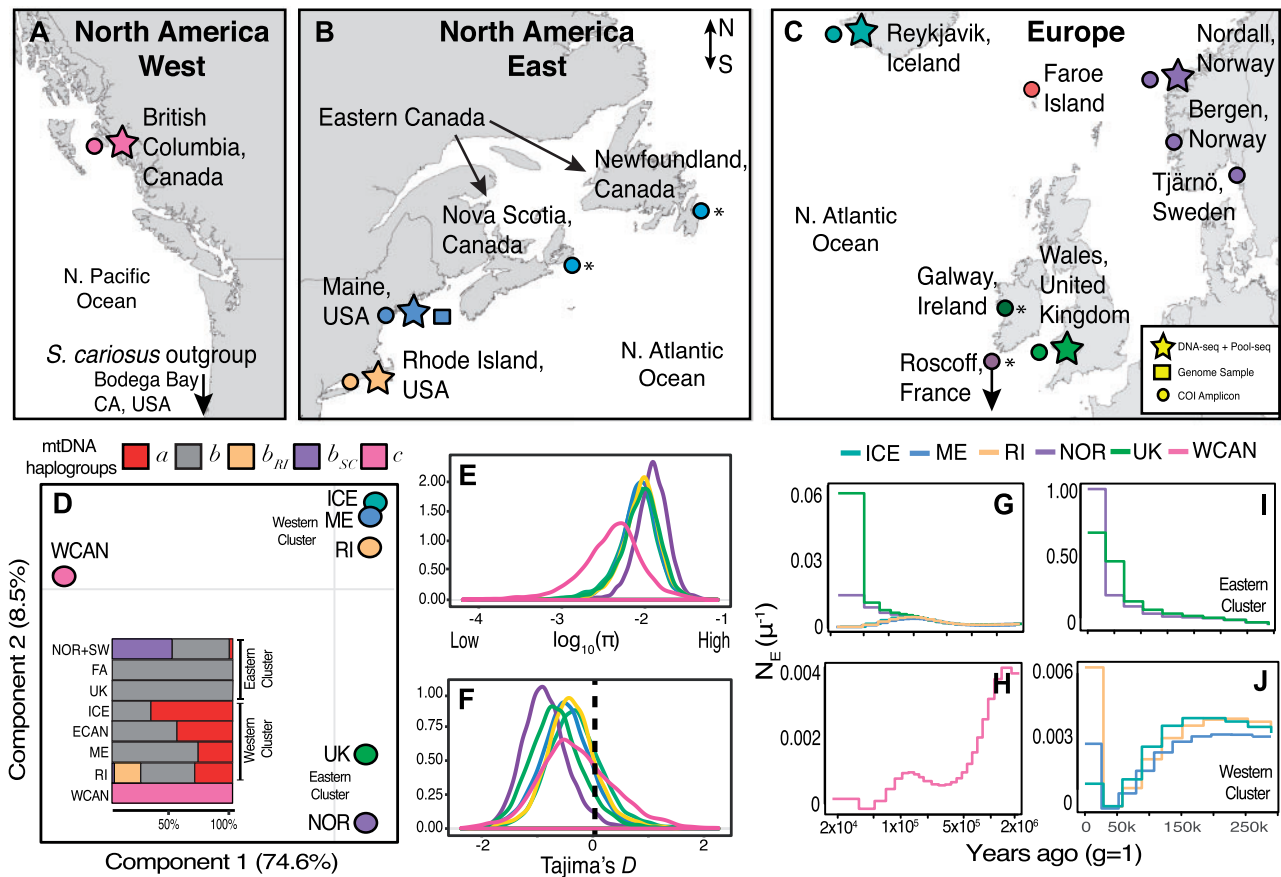 A
North America
West
British
Columbia,
Canada
N. Pacific
Ocean
S. cariosus outgroup
Bodega Bay
CA, USA
B
North America
East
N
S
Eastern Canada
Newfoundland,
Canada
*
Nova Scotia,
Canada
*
Maine,
USA
Rhode Island,
USA
N. Atlantic
Ocean
C
Europe
Reykjavik,
Iceland
Faroe
Island
Nordall,
Norway
Bergen,
Norway
Tjärnö,
Sweden
N. Atlantic
Ocean
Galway,
Ireland
*
Wales,
United
Kingdom
Roscoff,
France
*
DNA-seq + Pool-seq
Genome Sample
COI Amplicon
mtDNA
haplogroups
a b bRI bSC c
D
WCAN
ICE
Western
Cluster
ME
RI
UK
Eastern
Cluster
NOR
NOR+SW
FA
UK
ICE
ECAN
ME
RI
WCAN
Eastern
Cluster
Western
Cluster
50% 100%
Component 2 (8.5%)
Component 1 (74.6%)
E
2.00
1.50
1.00
0.50
0.00
-4 -3 -2 -1
Low log10(π) High
F
1.00
0.75
0.50
0.25
0.00
-2 0 2
Tajima's D
ICE ME RI NOR UK WCAN
G
0.06
0.03
0
I
1.00
0.50
0
Eastern
Cluster
NE (μ-1)
H
0.004
0.002
0
2x10⁴ 1x10⁵ 5x10⁵ 2x10⁶
J
0.006
0.003
0
Western
Cluster
0 50k 150k 250k
Years ago (g=1)